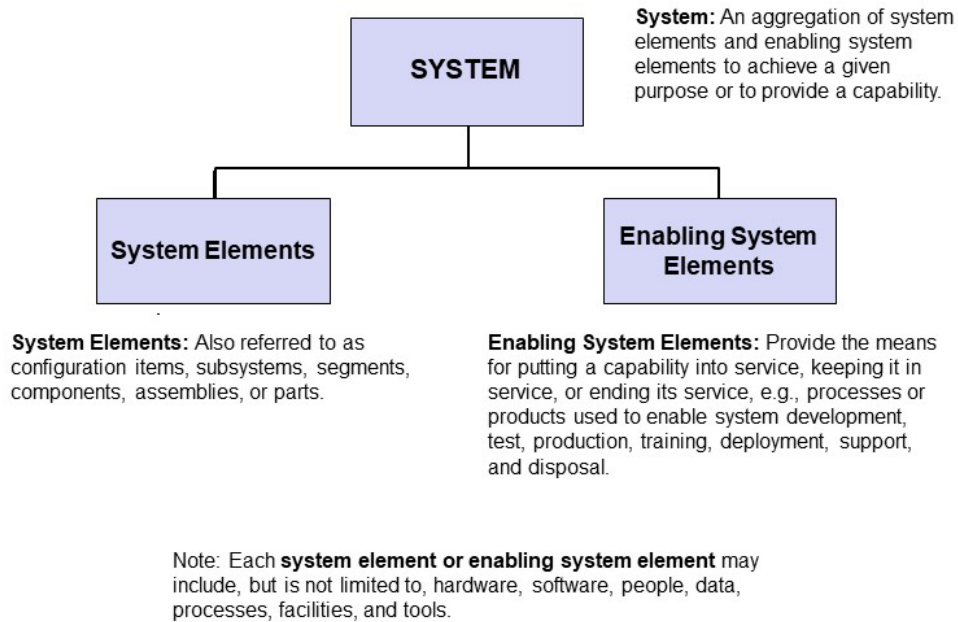 System: An aggregation of system
elements and enabling system
elements to achieve a given
purpose or to provide a capability.
SYSTEM
System Elements
Enabling System
Elements
System Elements: Also referred to as
configuration items, subsystems, segments,
components, assemblies, or parts.
Enabling System Elements: Provide the means
for putting a capability into service, keeping it in
service, or ending its service, e.g., processes or
products used to enable system development,
test, production, training, deployment, support,
and disposal.
Note: Each system element or enabling system element may
include, but is not limited to, hardware, software, people, data,
processes, facilities, and tools.